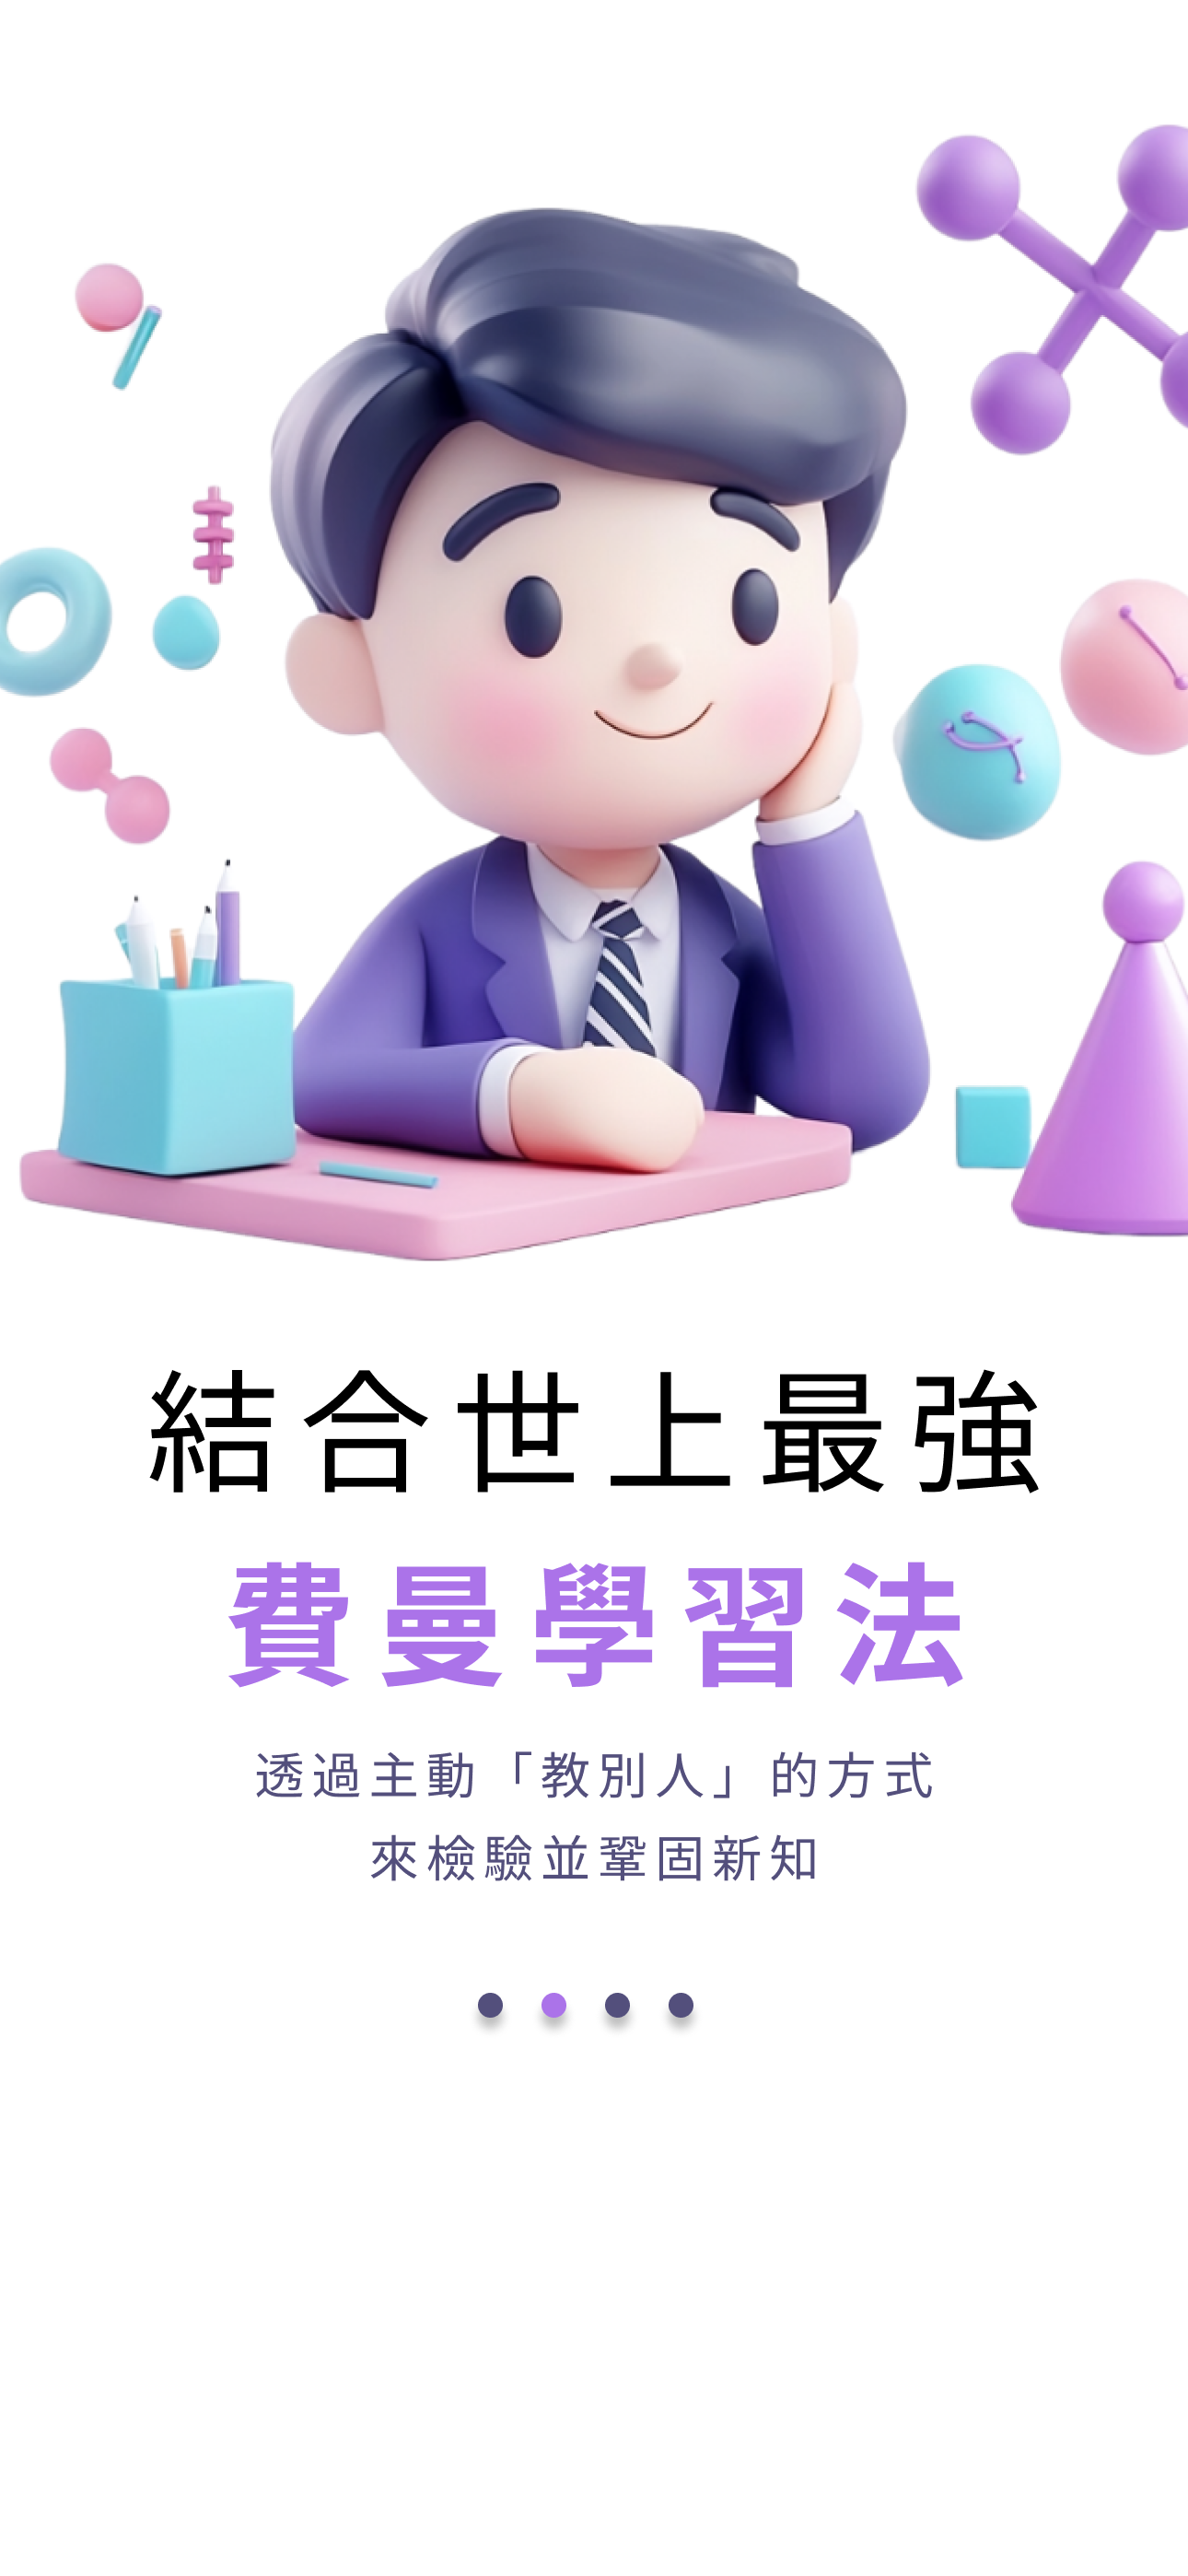 結合世上最強
費曼學習法
透過主動「教別人」的方式
來檢驗並鞏固新知